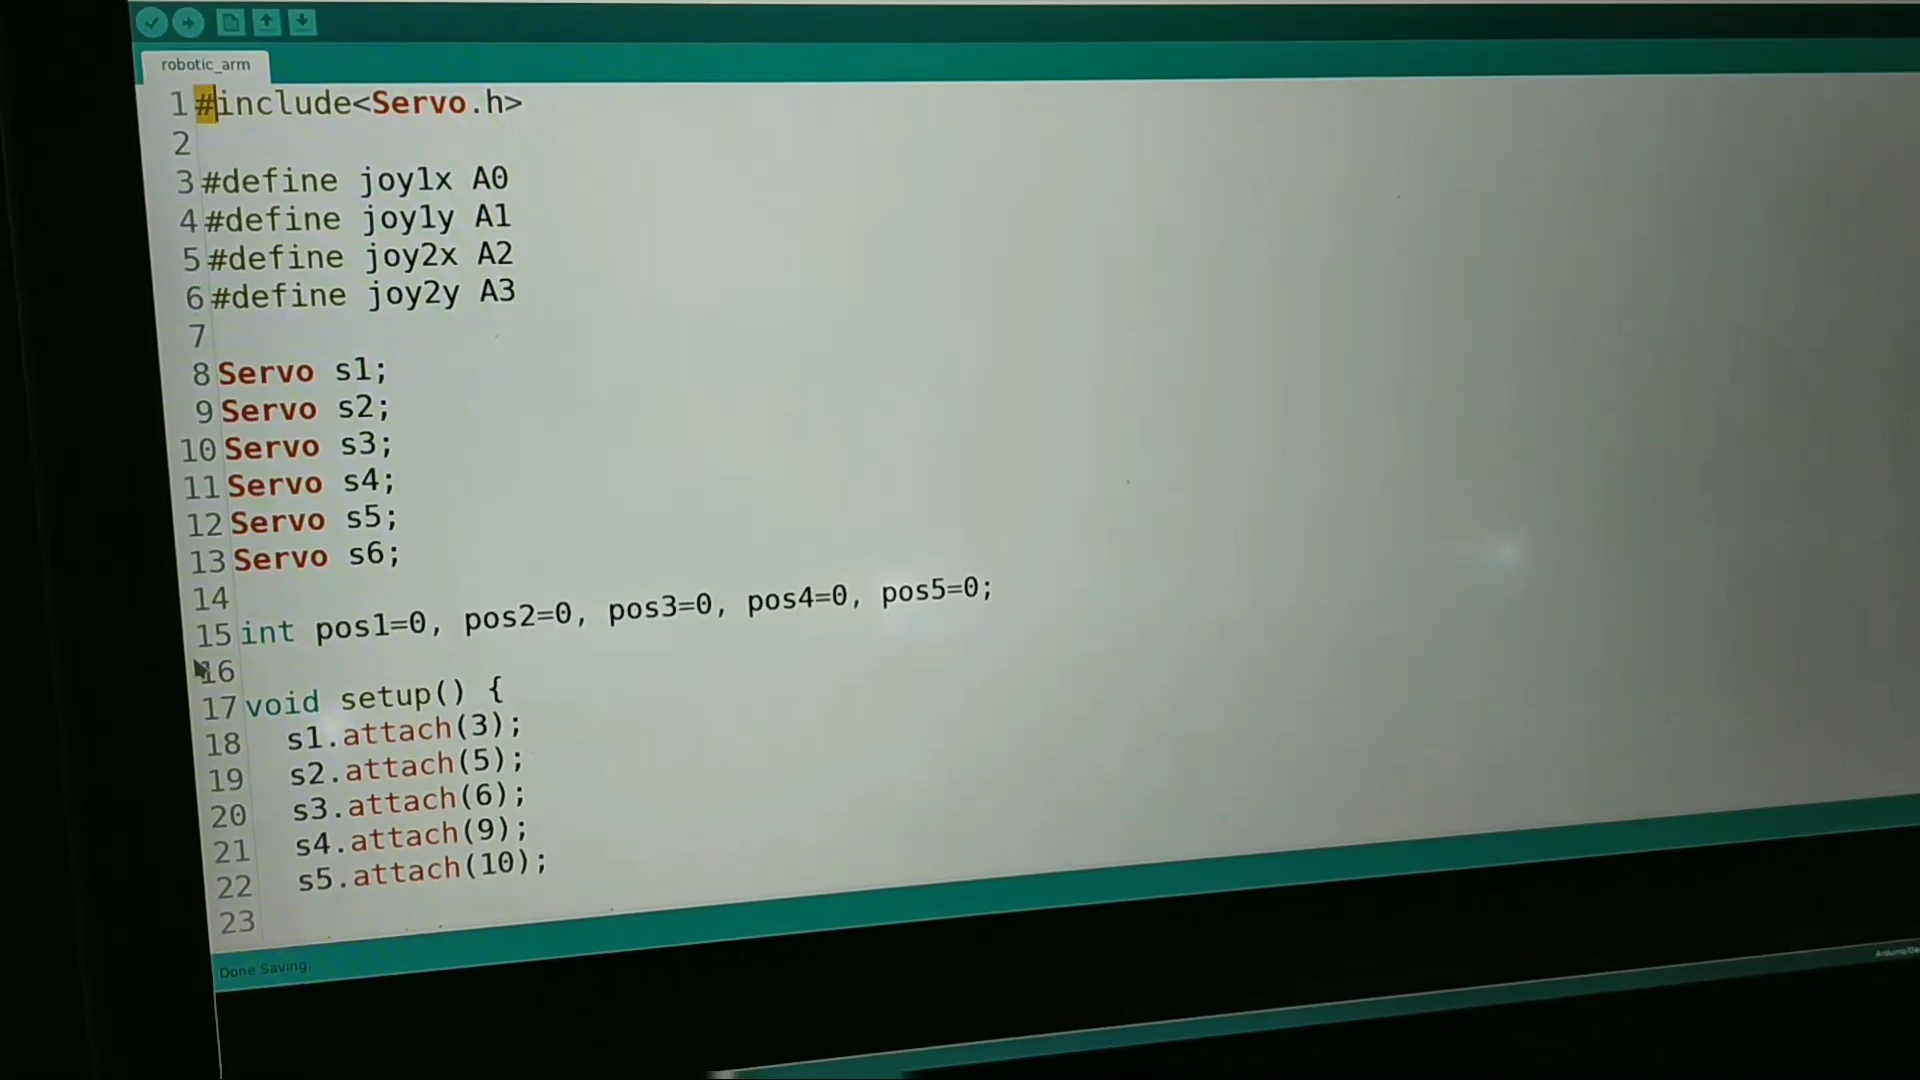 robotic_arm
1 #include<Servo.h>
2
3 #define joy1x A0
4 #define joy1y A1
5 #define joy2x A2
6 #define joy2y A3
7
8 Servo s1;
9 Servo s2;
10 Servo s3;
11 Servo s4;
12 Servo s5;
13 Servo s6;
14
15 int pos1=0, pos2=0, pos3=0, pos4=0, pos5=0;
16
17 void setup() {
18 s1.attach(3);
19 s2.attach(5);
20 s3.attach(6);
21 s4.attach(9);
22 s5.attach(10);
23
Done Saving.